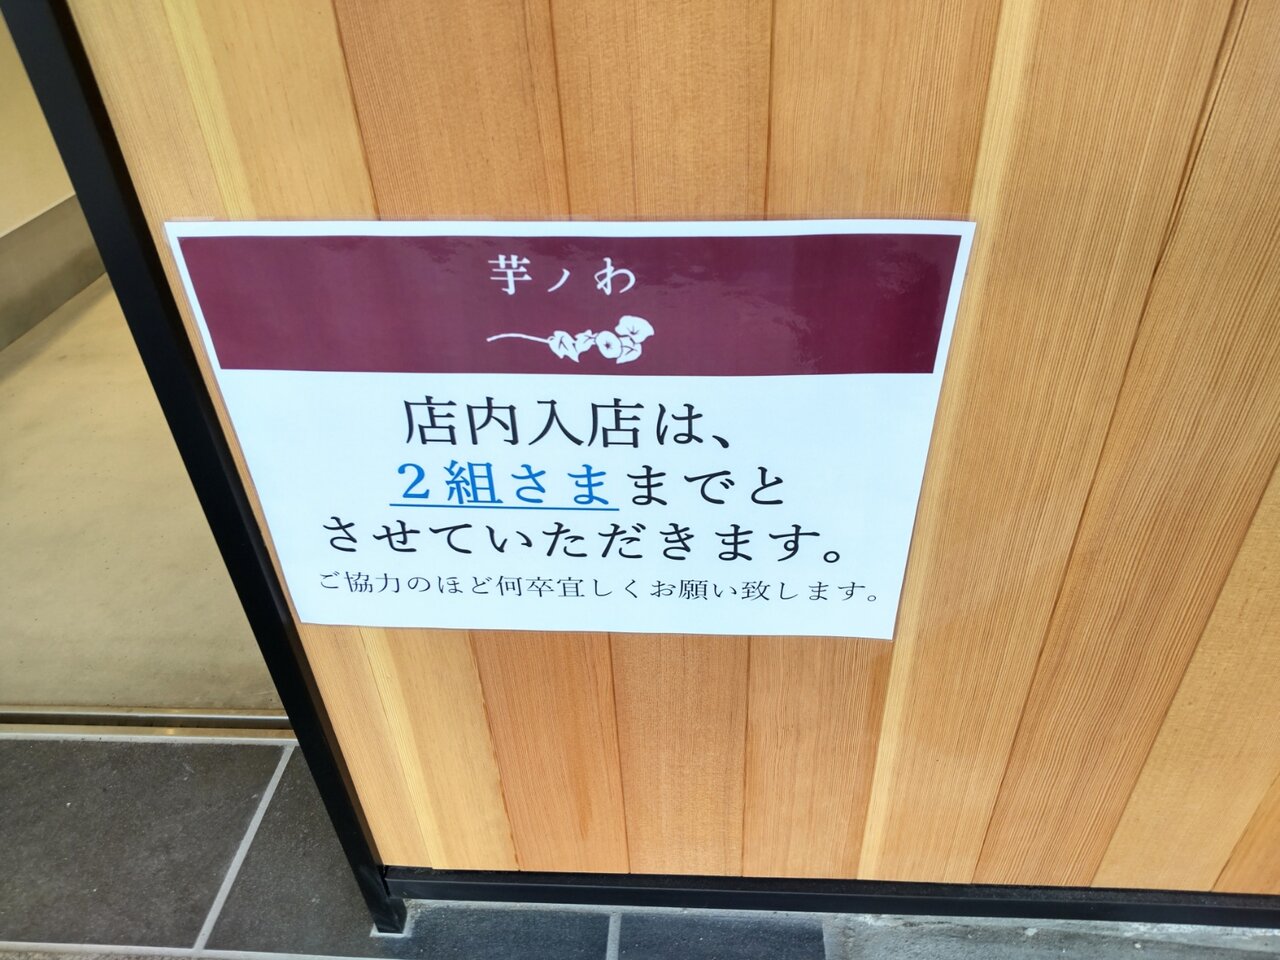 芋ノわ
店内入店は、
２組さままでと
させていただきます。
ご協力のほど何卒宜しくお願い致します。